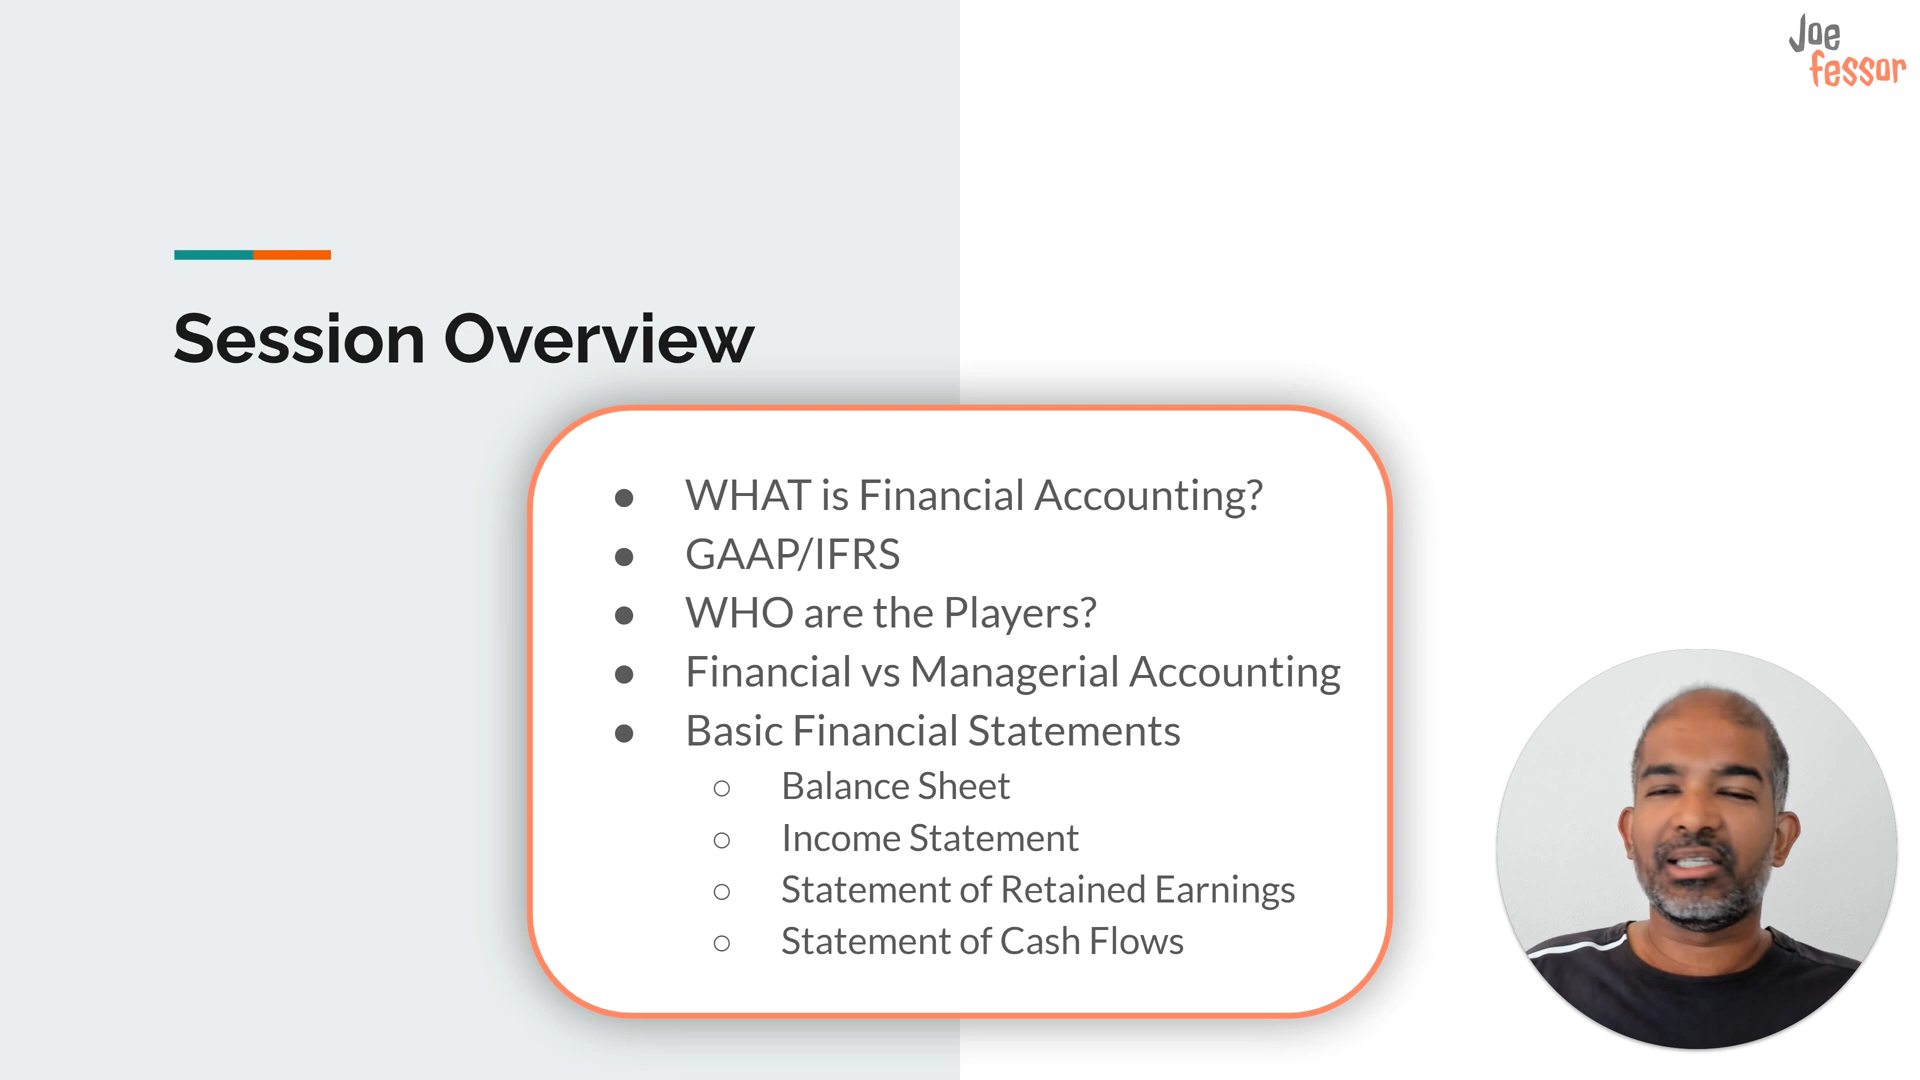 Joe
fessor
Session Overview
● WHAT is Financial Accounting?
● GAAP/IFRS
● WHO are the Players?
● Financial vs Managerial Accounting
● Basic Financial Statements
○ Balance Sheet
○ Income Statement
○ Statement of Retained Earnings
○ Statement of Cash Flows